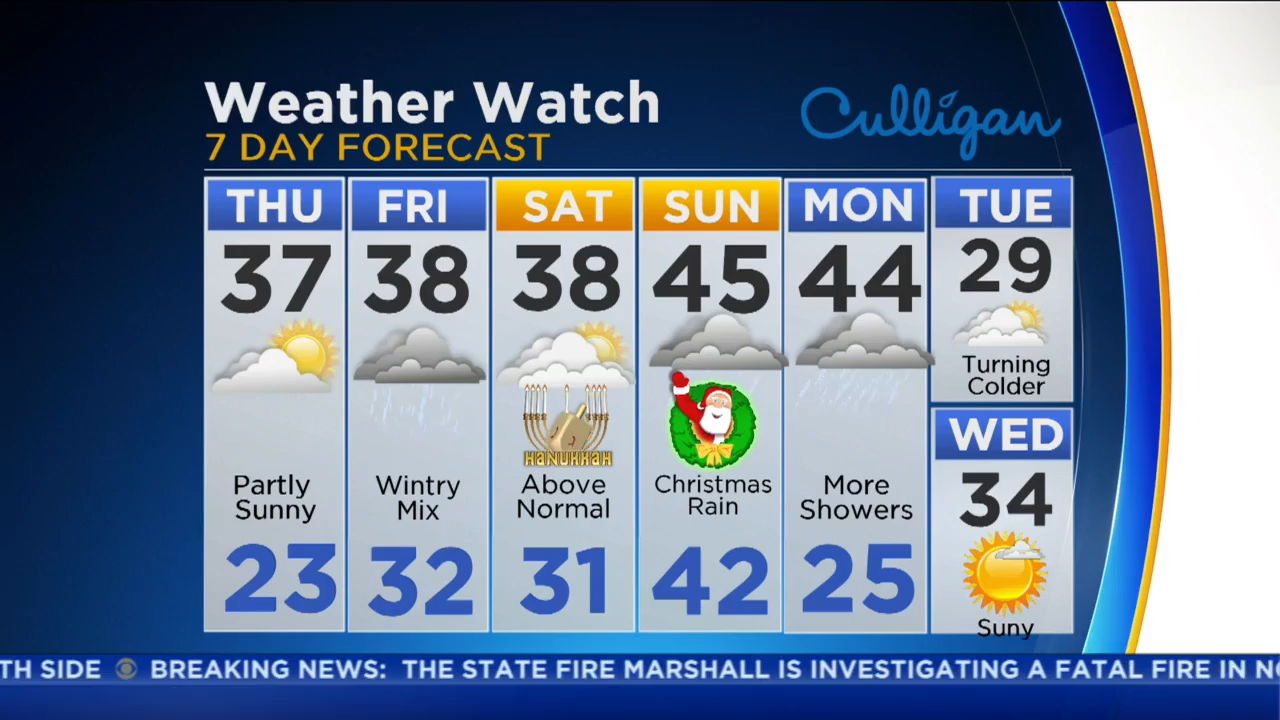 Weather Watch
Culligan
7 DAY FORECAST
THU
37
Partly
Sunny
23
FRI
38
Wintry
Mix
32
SAT
38
HANUKKAH
Above
Normal
31
SUN
45
Christmas
Rain
42
MON
44
More
Showers
25
TUE
29
Turning
Colder
WED
34
Suny
TH SIDE BREAKING NEWS: THE STATE FIRE MARSHALL IS INVESTIGATING A FATAL FIRE IN NO